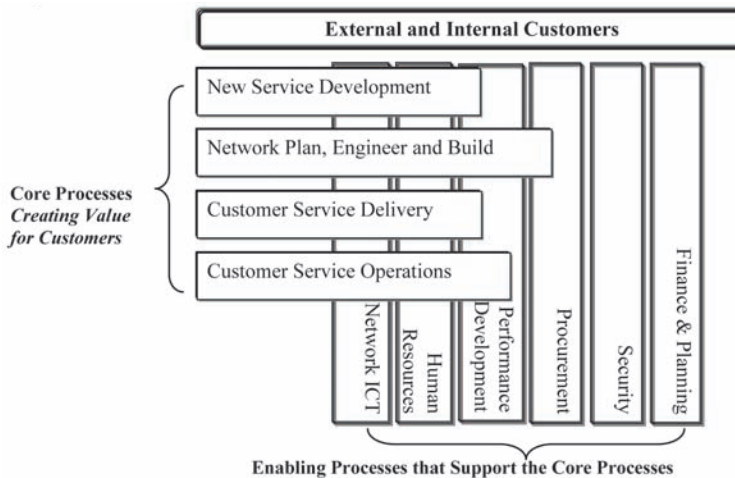 External and Internal Customers
New Service Development
Network Plan, Engineer and Build
Core Processes
Creating Value
for Customers
Customer Service Delivery
Customer Service Operations
Network ICT
Human
Resources
Performance
Development
Procurement
Security
Finance & Planning
Enabling Processes that Support the Core Processes